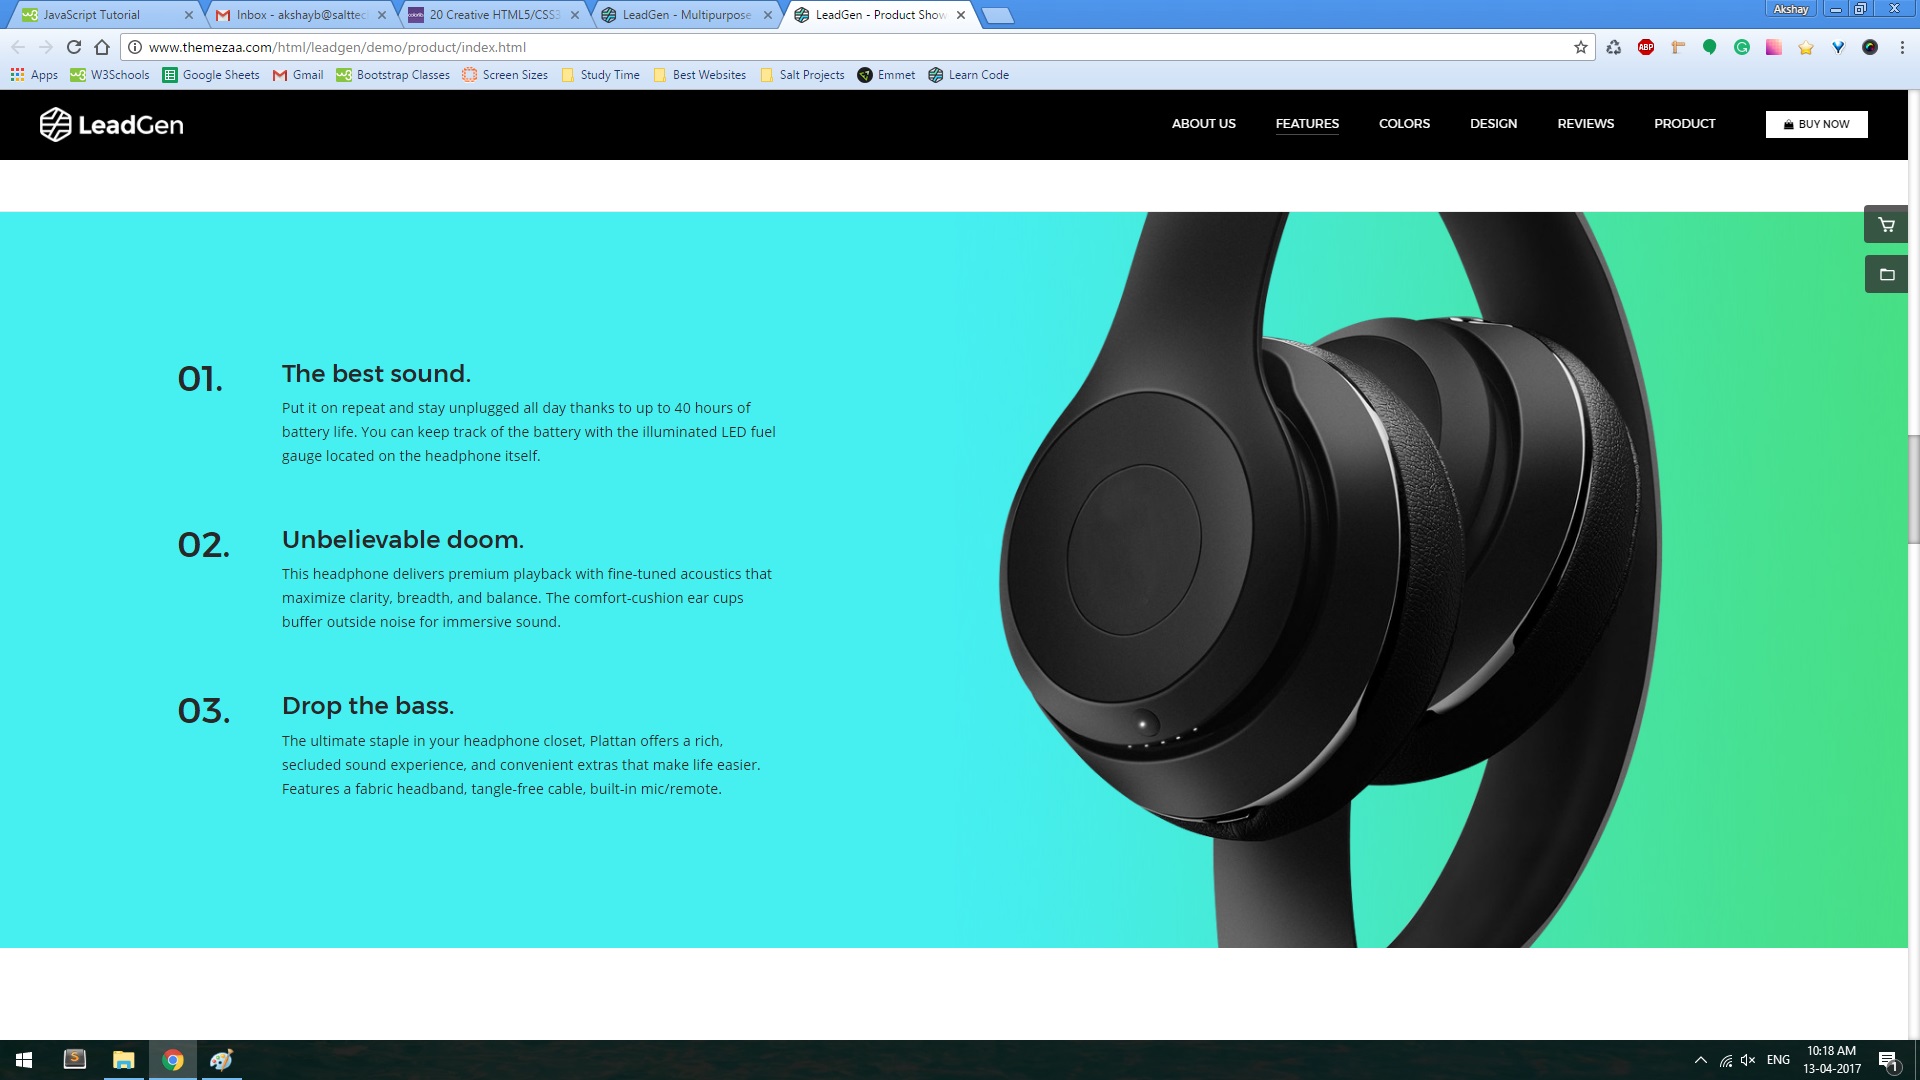 JavaScript Tutorial
Inbox - akshayb@salttec
20 Creative HTML5/CSS3
LeadGen - Multipurpose
LeadGen - Product Show
Akshay
www.themezaa.com/html/leadgen/demo/product/index.html
ABP
Apps
W3Schools
Google Sheets
Gmail
Bootstrap Classes
Screen Sizes
Study Time
Best Websites
Salt Projects
Emmet
Learn Code
LeadGen
ABOUT US
FEATURES
COLORS
DESIGN
REVIEWS
PRODUCT
BUY NOW
01.
The best sound.
Put it on repeat and stay unplugged all day thanks to up to 40 hours of
battery life. You can keep track of the battery with the illuminated LED fuel
gauge located on the headphone itself.
02.
Unbelievable doom.
This headphone delivers premium playback with fine-tuned acoustics that
maximize clarity, breadth, and balance. The comfort-cushion ear cups
buffer outside noise for immersive sound.
03.
Drop the bass.
The ultimate staple in your headphone closet, Plattan offers a rich,
secluded sound experience, and convenient extras that make life easier.
Features a fabric headband, tangle-free cable, built-in mic/remote.
ENG
10:18 AM
13-04-2017
1